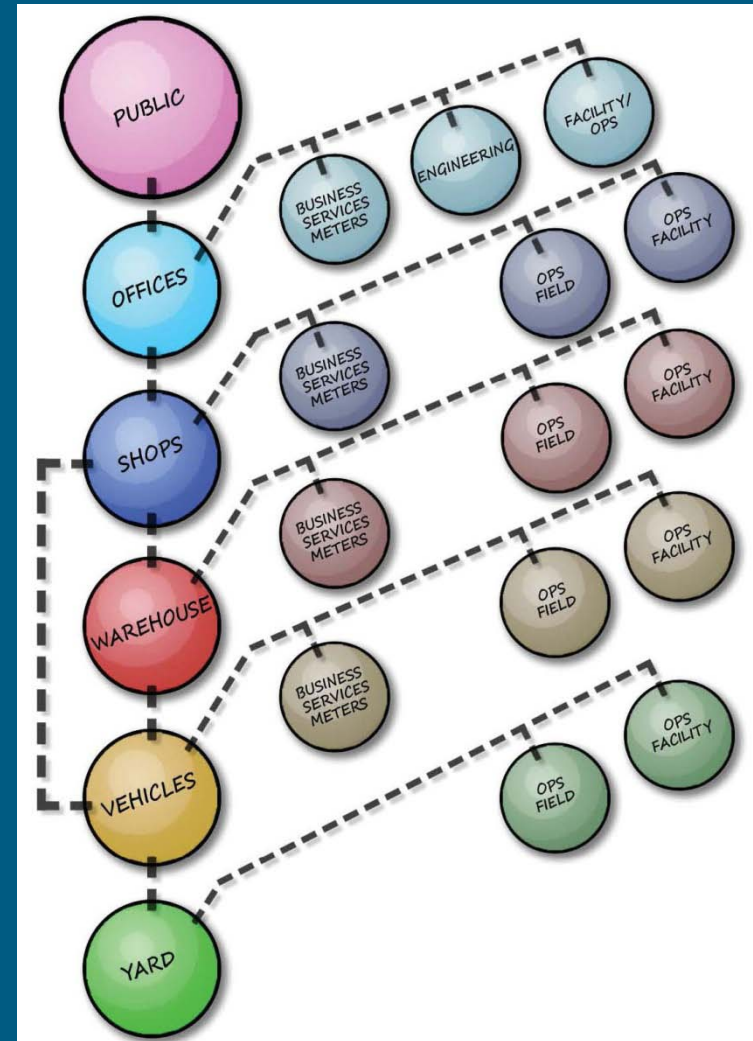 PUBLIC
OFFICES
BUSINESS
SERVICES
METERS
ENGINEERING
FACILITY/
OPS
SHOPS
BUSINESS
SERVICES
METERS
OPS
FIELD
OPS
FACILITY
WAREHOUSE
BUSINESS
SERVICES
METERS
OPS
FIELD
OPS
FACILITY
VEHICLES
BUSINESS
SERVICES
METERS
OPS
FIELD
OPS
FACILITY
YARD
OPS
FIELD
OPS
FACILITY